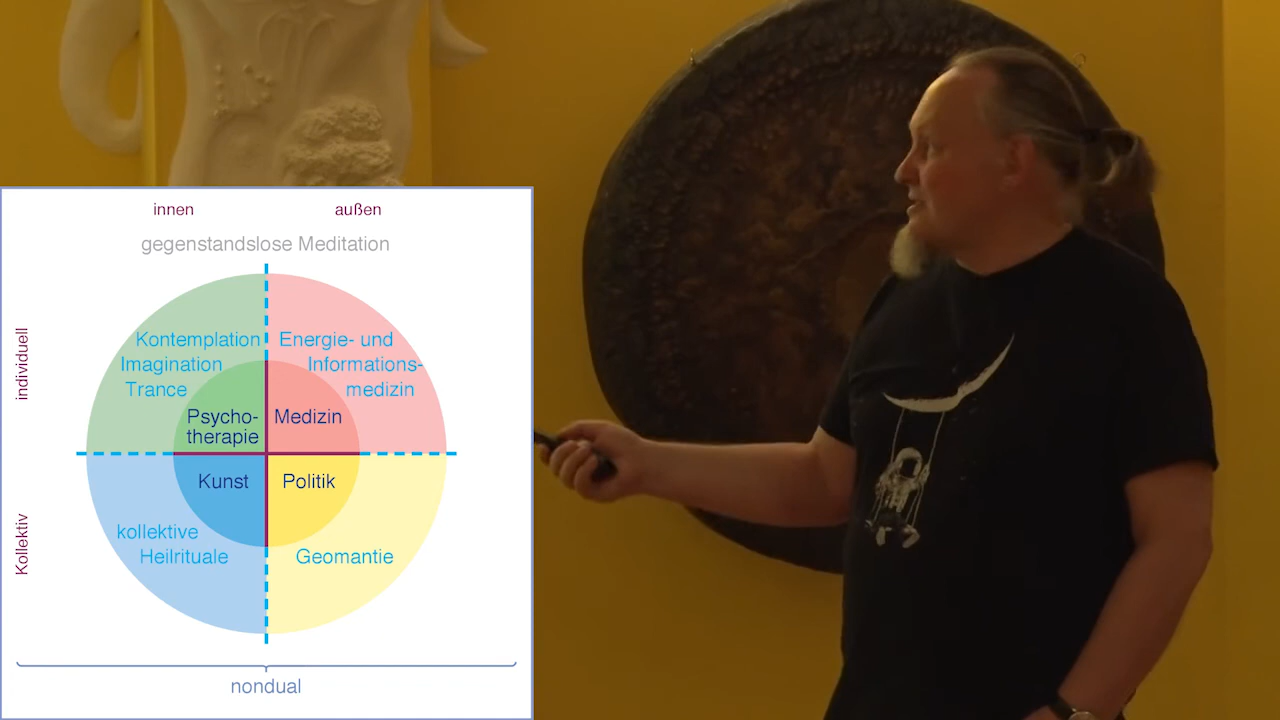 innen außen
gegenstandslose Meditation
individuell
Kontemplation Energie- und
Imagination Informations-
Trance medizin
Psycho- Medizin
therapie
Kunst Politik
Kollektiv
kollektive
Heilrituale Geomantie
nondual